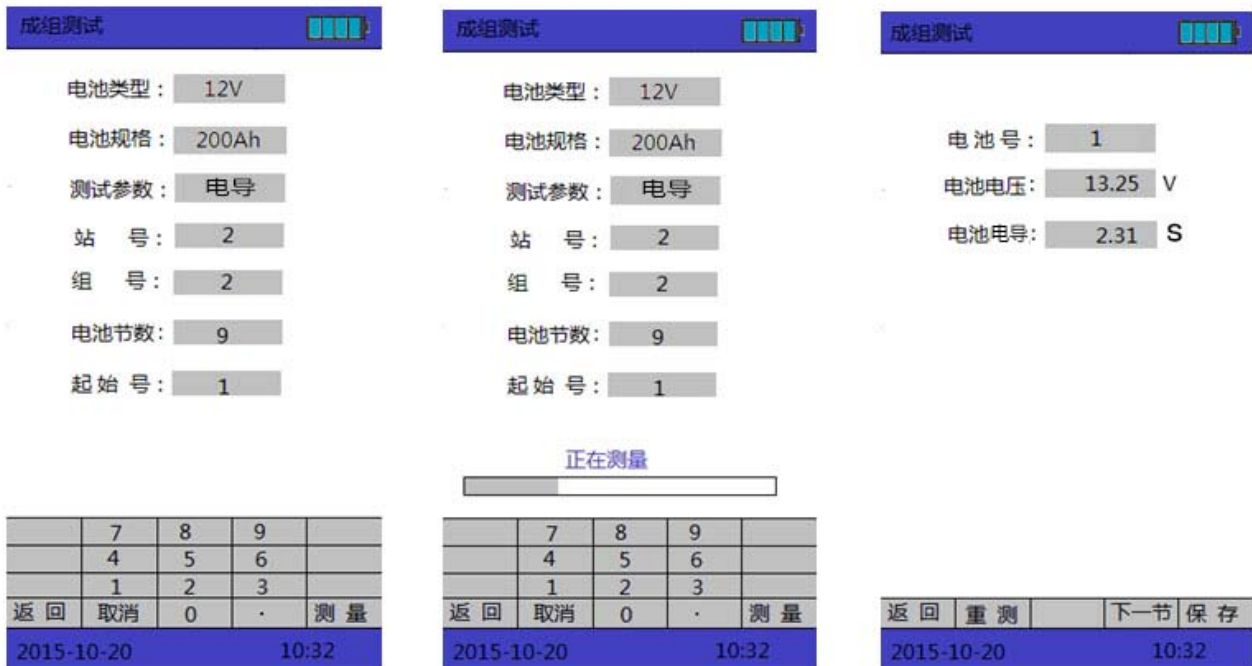 成组测试
电池类型： 12V
电池规格： 200Ah
测试参数： 电导
站 号： 2
组 号： 2
电池节数： 9
起始 号： 1
7 8 9
4 5 6
1 2 3
返 回 取消 0 . 测 量
2015-10-20 10:32
成组测试
电池类型： 12V
电池规格： 200Ah
测试参数： 电导
站 号： 2
组 号： 2
电池节数： 9
起始 号： 1
正在测量
7 8 9
4 5 6
1 2 3
返 回 取消 0 . 测 量
2015-10-20 10:32
成组测试
电 池 号： 1
电池电压： 13.25 V
电池电导： 2.31 S
返 回 重 测 下一节 保 存
2015-10-20 10:32